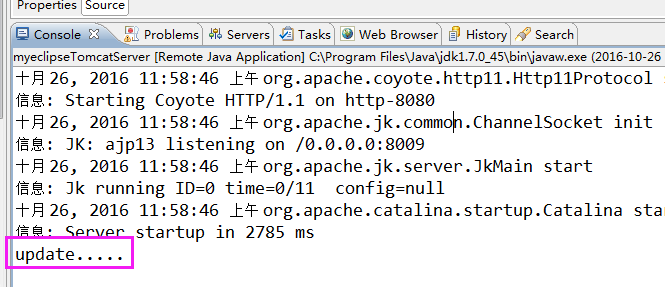 Properties Source
Console Problems Servers Tasks Web Browser History Search
myeclipseTomcatServer [Remote Java Application] C:\Program Files\Java\jdk1.7.0_45\bin\javaw.exe (2016-10-26
十月 26, 2016 11:58:46 上午 org.apache.coyote.http11.Http11Protocol
信息: Starting Coyote HTTP/1.1 on http-8080
十月 26, 2016 11:58:46 上午 org.apache.jk.common.ChannelSocket init
信息: JK: ajp13 listening on /0.0.0.0:8009
十月 26, 2016 11:58:46 上午 org.apache.jk.server.JkMain start
信息: Jk running ID=0 time=0/11  config=null
十月 26, 2016 11:58:46 上午 org.apache.catalina.startup.Catalina sta
信息: Server startup in 2785 ms
update.....